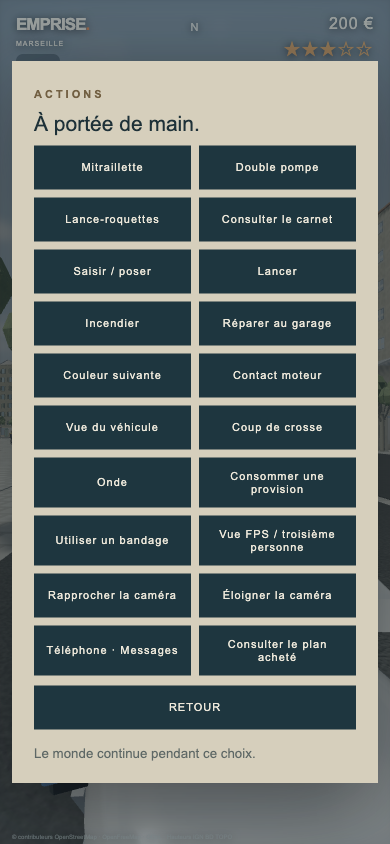 EMPRISE.
N
200 €
MARSEILLE
ACTIONS
À portée de main.
Mitraillette
Double pompe
Lance-roquettes
Consulter le carnet
Saisir / poser
Lancer
Incendier
Réparer au garage
Couleur suivante
Contact moteur
Vue du véhicule
Coup de crosse
Onde
Consommer une
provision
Utiliser un bandage
Vue FPS / troisième
personne
Rapprocher la caméra
Éloigner la caméra
Téléphone · Messages
Consulter le plan
acheté
RETOUR
Le monde continue pendant ce choix.
© contributeurs OpenStreet